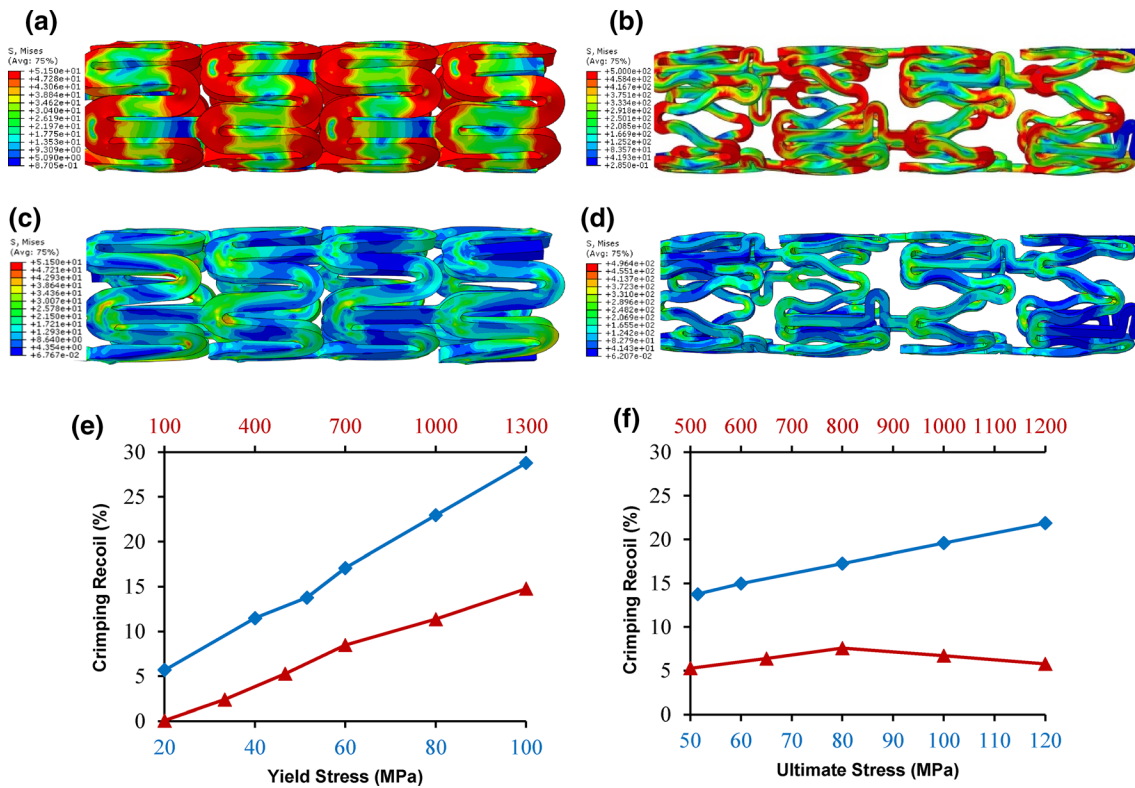 (a)
S, Mises
(Avg: 75%)
+5.150e+01
+4.728e+01
+4.306e+01
+3.884e+01
+3.462e+01
+3.040e+01
+2.619e+01
+2.197e+01
+1.775e+01
+1.353e+01
+9.309e+00
+5.090e+00
+8.705e-01
(b)
S, Mises
(Avg: 75%)
+5.000e+02
+4.584e+02
+4.167e+02
+3.751e+02
+3.334e+02
+2.918e+02
+2.501e+02
+2.085e+02
+1.669e+02
+1.252e+02
+8.357e+01
+4.193e+01
+2.850e-01
(c)
S, Mises
(Avg: 75%)
+5.150e+01
+4.721e+01
+4.293e+01
+3.864e+01
+3.436e+01
+3.007e+01
+2.578e+01
+2.150e+01
+1.721e+01
+1.293e+01
+8.640e+00
+4.354e+00
+6.767e-02
(d)
S, Mises
(Avg: 75%)
+4.964e+02
+4.551e+02
+4.137e+02
+3.723e+02
+3.310e+02
+2.896e+02
+2.482e+02
+2.069e+02
+1.655e+02
+1.242e+02
+8.279e+01
+4.143e+01
+6.207e-02
(e)
100 400 700 1000 1300
30
25
20
15
10
5
0
Crimping Recoil (%)
20 40 60 80 100
Yield Stress (MPa)
(f)
500 600 700 800 900 1000 1100 1200
30
25
20
15
10
5
0
Crimping Recoil (%)
50 60 70 80 90 100 110 120
Ultimate Stress (MPa)